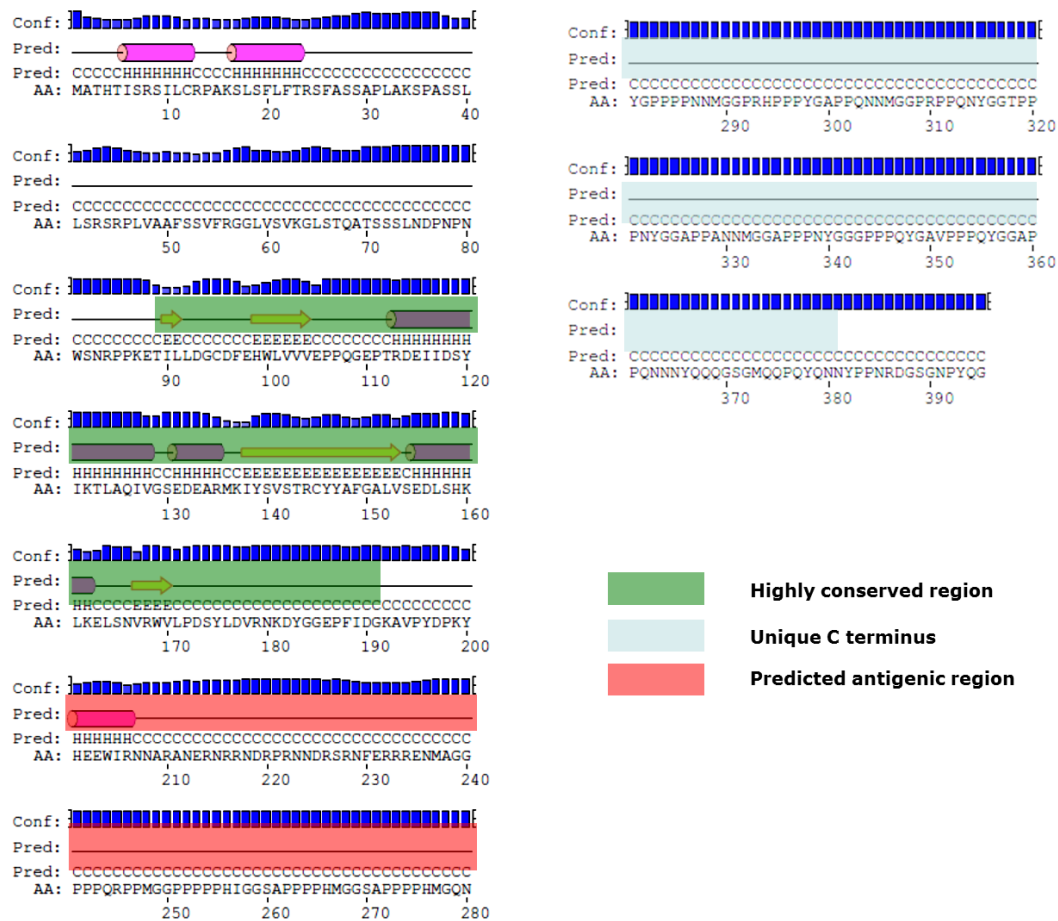 Conf:
Pred:
Pred: CCCCCHHHHHHHCCCCHHHHHHHCCCCCCCCCCCCCCCCC
AA: MATHTISRSILCRPAKSLSFLFTRSFASSAPLAKSPASSL
10 20 30 40
Conf:
Pred:
Pred: CCCCCCCCCCCCCCCCCCCCCCCCCCCCCCCCCCCCCCCC
AA: LSRSRPLVAAFSSVFRGGLVSVKGLSTQATSSSLNDPNPN
50 60 70 80
Conf:
Pred:
Pred: CCCCCCCCCEECCCCCCCEEEEEECCCCCCCCHHHHHHHH
AA: WSNRPPKETILLDGCDFEHWLVVVEPPQGEPTRDEIIDSY
90 100 110 120
Conf:
Pred:
Pred: HHHHHHHHCCHHHHHCCEEEEEEEEEEEEEEEECHHHHHH
AA: IKTLAQIVGSEDEARMKIYSVSTRCYYAFGALVSEDLSHK
130 140 150 160
Conf:
Pred:
Pred: HHCCCCEEEECCCCCCCCCCCCCCCCCCCCCCCCCCCCCC
AA: LKELSNVRWVLPDSYLDVRNKDYGGEPFIDGKAVPYDPKY
170 180 190 200
Conf:
Pred:
Pred: HHHHHHCCCCCCCCCCCCCCCCCCCCCCCCCCCCCCCCCC
AA: HEEWIRNNARANERNRRNDRPRNNDRSRNFERRRENMAGG
210 220 230 240
Conf:
Pred:
Pred: CCCCCCCCCCCCCCCCCCCCCCCCCCCCCCCCCCCCCCCC
AA: PPPQRPPMGGPPPPPHIGGSAPPPPHMGGSAPPPPHMGQN
250 260 270 280
Conf:
Pred:
Pred: CCCCCCCCCCCCCCCCCCCCCCCCCCCCCCCCCCCCCCCC
AA: YGPPPPNNMGGPRHPPPYGAPPQNNMGGPRPPQNYGGTPP
290 300 310 320
Conf:
Pred:
Pred: CCCCCCCCCCCCCCCCCCCCCCCCCCCCCCCCCCCCCCCC
AA: PNYGGAPPANNMGGAPPPNYGGGPPPQYGAVPPPQYGGAP
330 340 350 360
Conf:
Pred:
Pred: CCCCCCCCCCCCCCCCCCCCCCCCCCCCCCCCCCC
AA: PQNNNYQQQGSGMQQPQYQNNYPPNRDGSGNPYQG
370 380 390
Highly conserved region
Unique C terminus
Predicted antigenic region